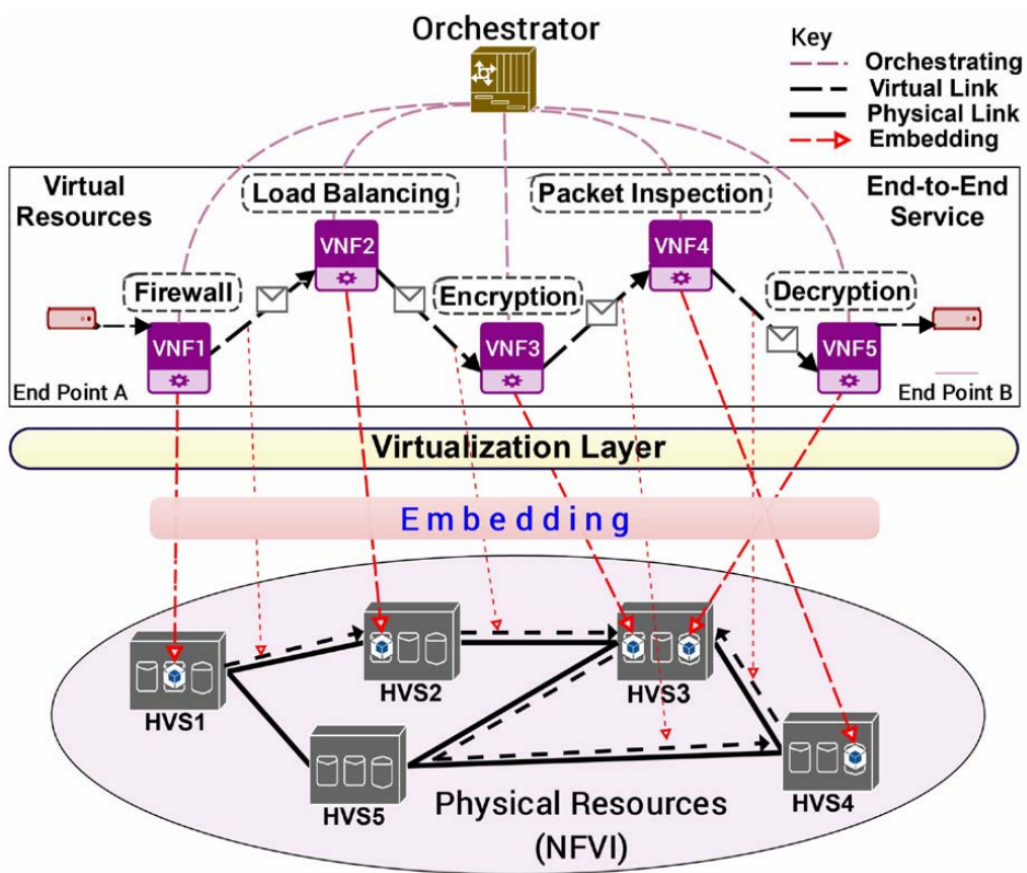 Orchestrator
Key
Orchestrating
Virtual Link
Physical Link
Embedding
Virtual
Resources
Load Balancing
Packet Inspection
End-to-End
Service
VNF2
VNF4
Firewall
Encryption
Decryption
VNF1
VNF3
VNF5
End Point A
End Point B
Virtualization Layer
Embedding
HVS1
HVS2
HVS3
HVS4
HVS5
Physical Resources
(NFVI)